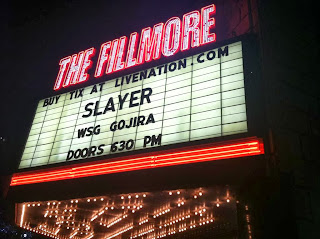 THE FILLMORE
BUY TIX AT LIVENATION COM
SLAYER
WSG GOJIRA
DOORS 630 PM